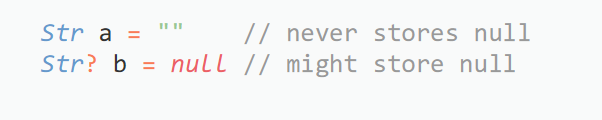 Str a = ""     // never stores null
Str? b = null // might store null